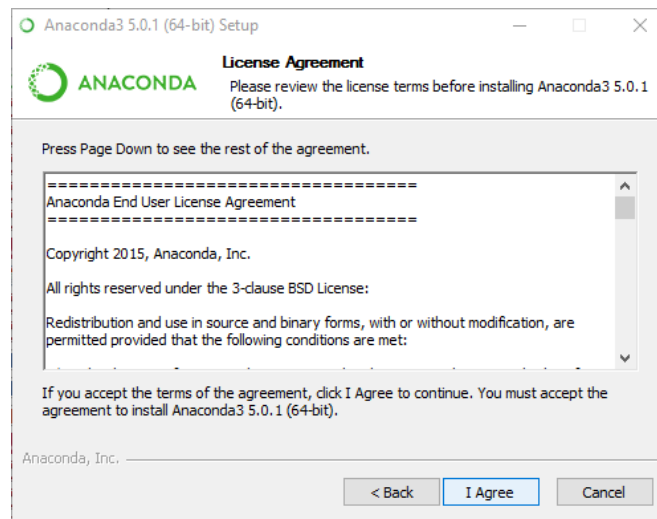 Anaconda3 5.0.1 (64-bit) Setup
ANACONDA
License Agreement
Please review the license terms before installing Anaconda3 5.0.1
(64-bit).
Press Page Down to see the rest of the agreement.
===================================
Anaconda End User License Agreement
===================================
Copyright 2015, Anaconda, Inc.
All rights reserved under the 3-clause BSD License:
Redistribution and use in source and binary forms, with or without modification, are
permitted provided that the following conditions are met:
If you accept the terms of the agreement, click I Agree to continue. You must accept the
agreement to install Anaconda3 5.0.1 (64-bit).
Anaconda, Inc.
< Back
I Agree
Cancel